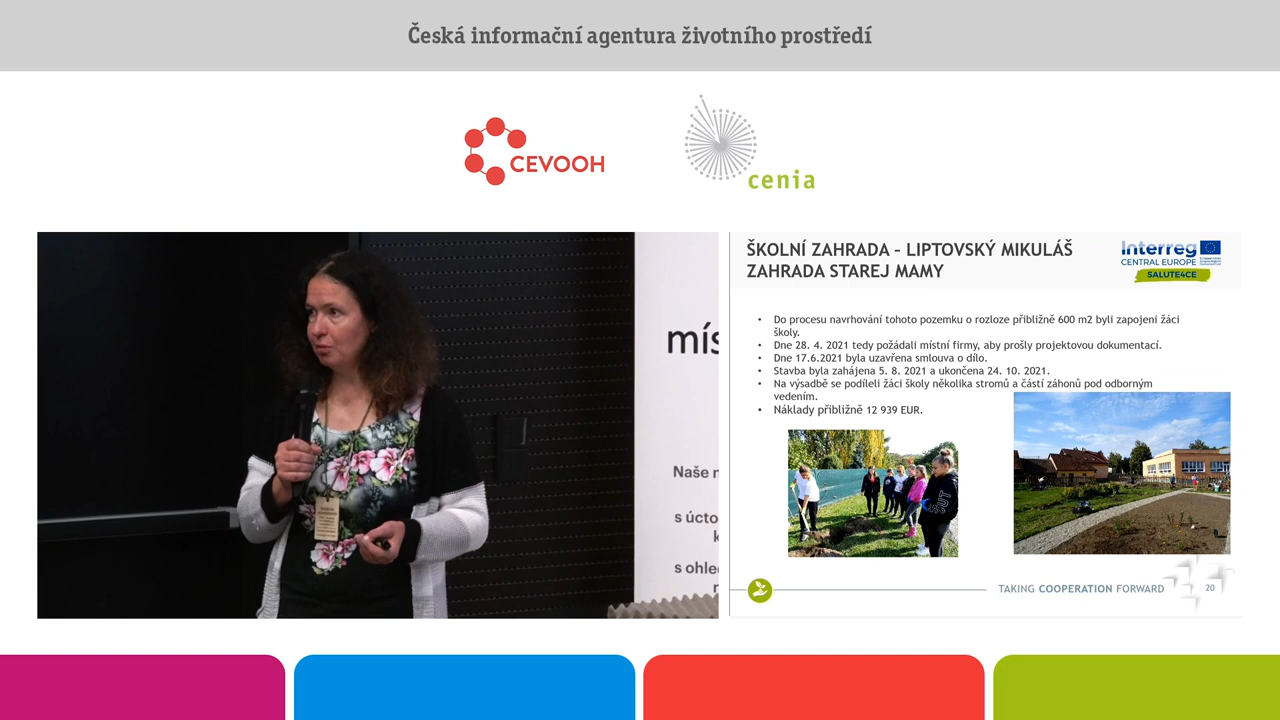 Česká informační agentura životního prostředí
CEVOOH
cenia
mís
Naše
s úcto
k
s ohle
ŠKOLNÍ ZAHRADA – LIPTOVSKÝ MIKULÁŠ
ZAHRADA STAREJ MAMY
Interreg
CENTRAL EUROPE
SALUTE4CE
• Do procesu navrhování tohoto pozemku o rozloze přibližně 600 m2 byli zapojeni žáci
školy.
• Dne 28. 4. 2021 tedy požádali místní firmy, aby prošly projektovou dokumentací.
• Dne 17.6.2021 byla uzavřena smlouva o dílo.
• Stavba byla zahájena 5. 8. 2021 a ukončena 24. 10. 2021.
• Na výsadbě se podíleli žáci školy několika stromů a částí záhonů pod odborným
vedením.
• Náklady přibližně 12 939 EUR.
TAKING COOPERATION FORWARD
20